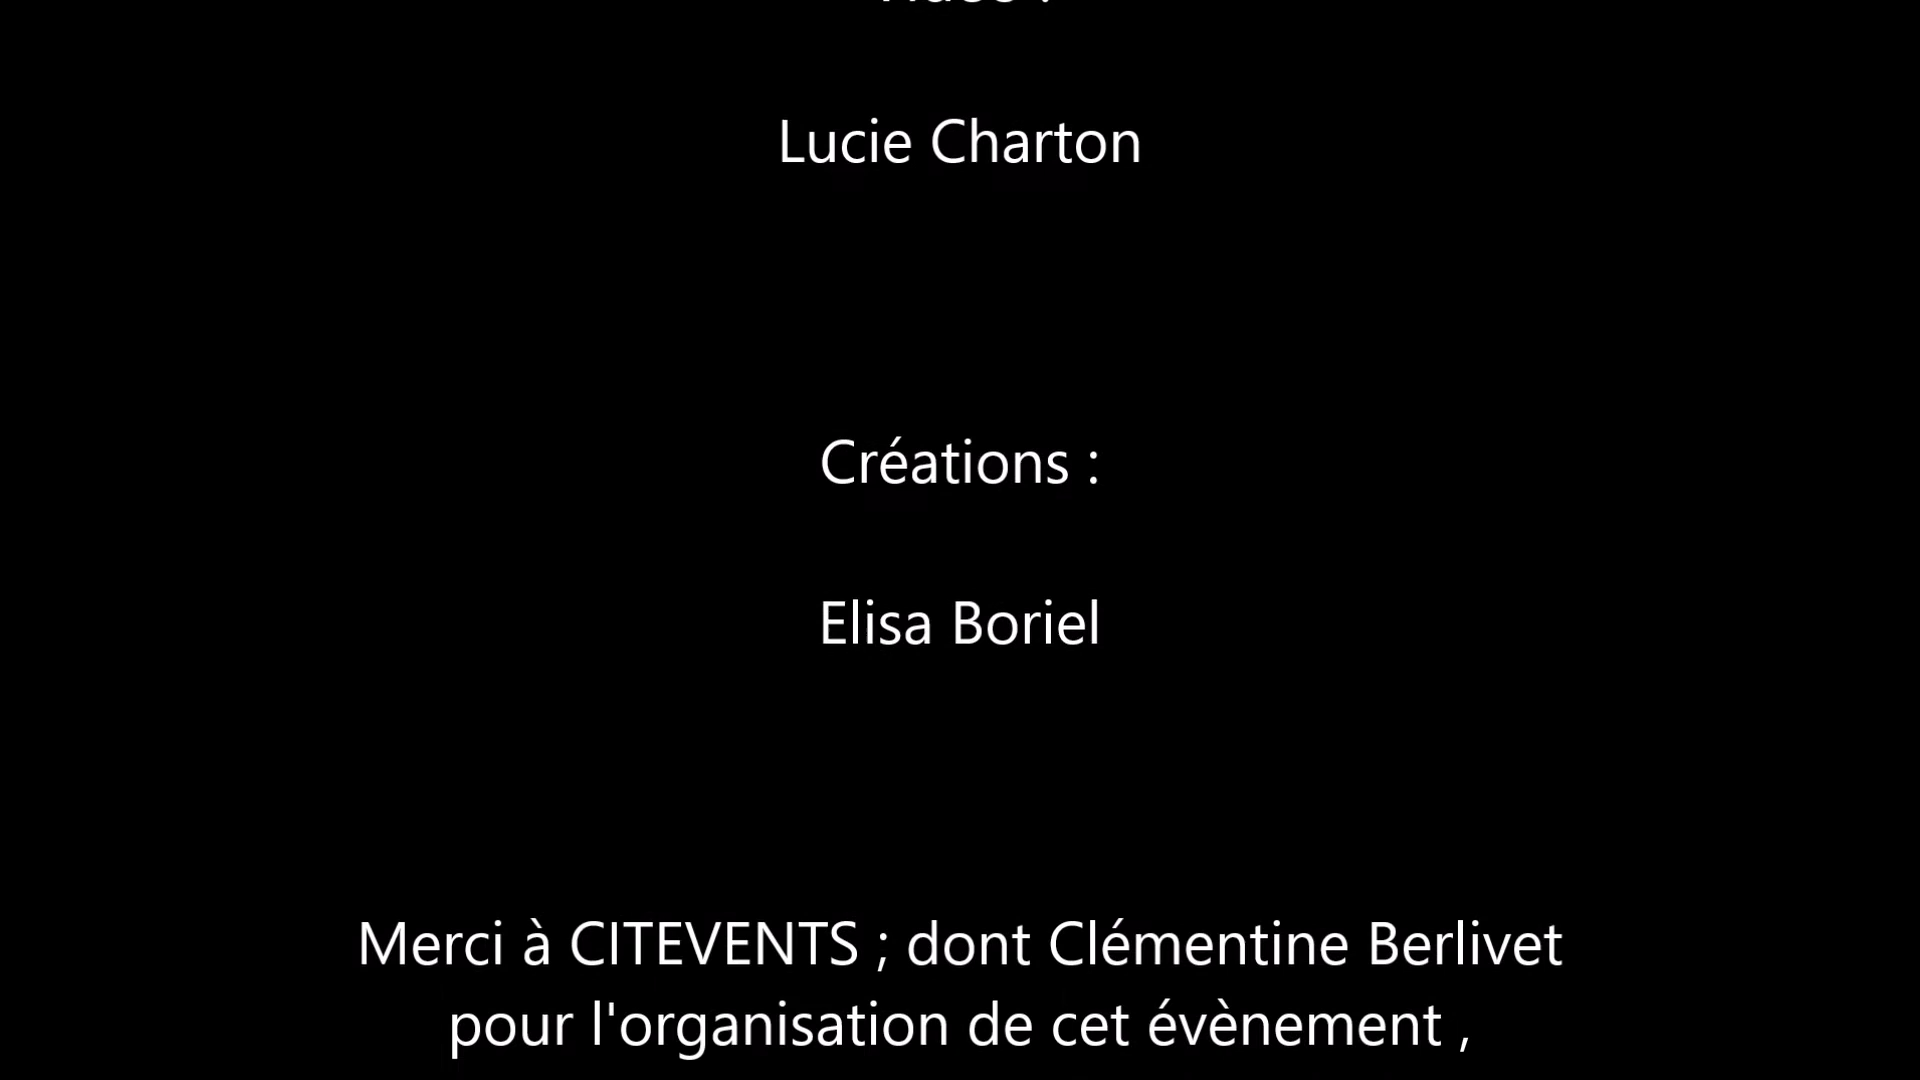 Lucie Charton
Créations :
Elisa Boriel
Merci à CITEVENTS ; dont Clémentine Berlivet
pour l'organisation de cet évènement ,